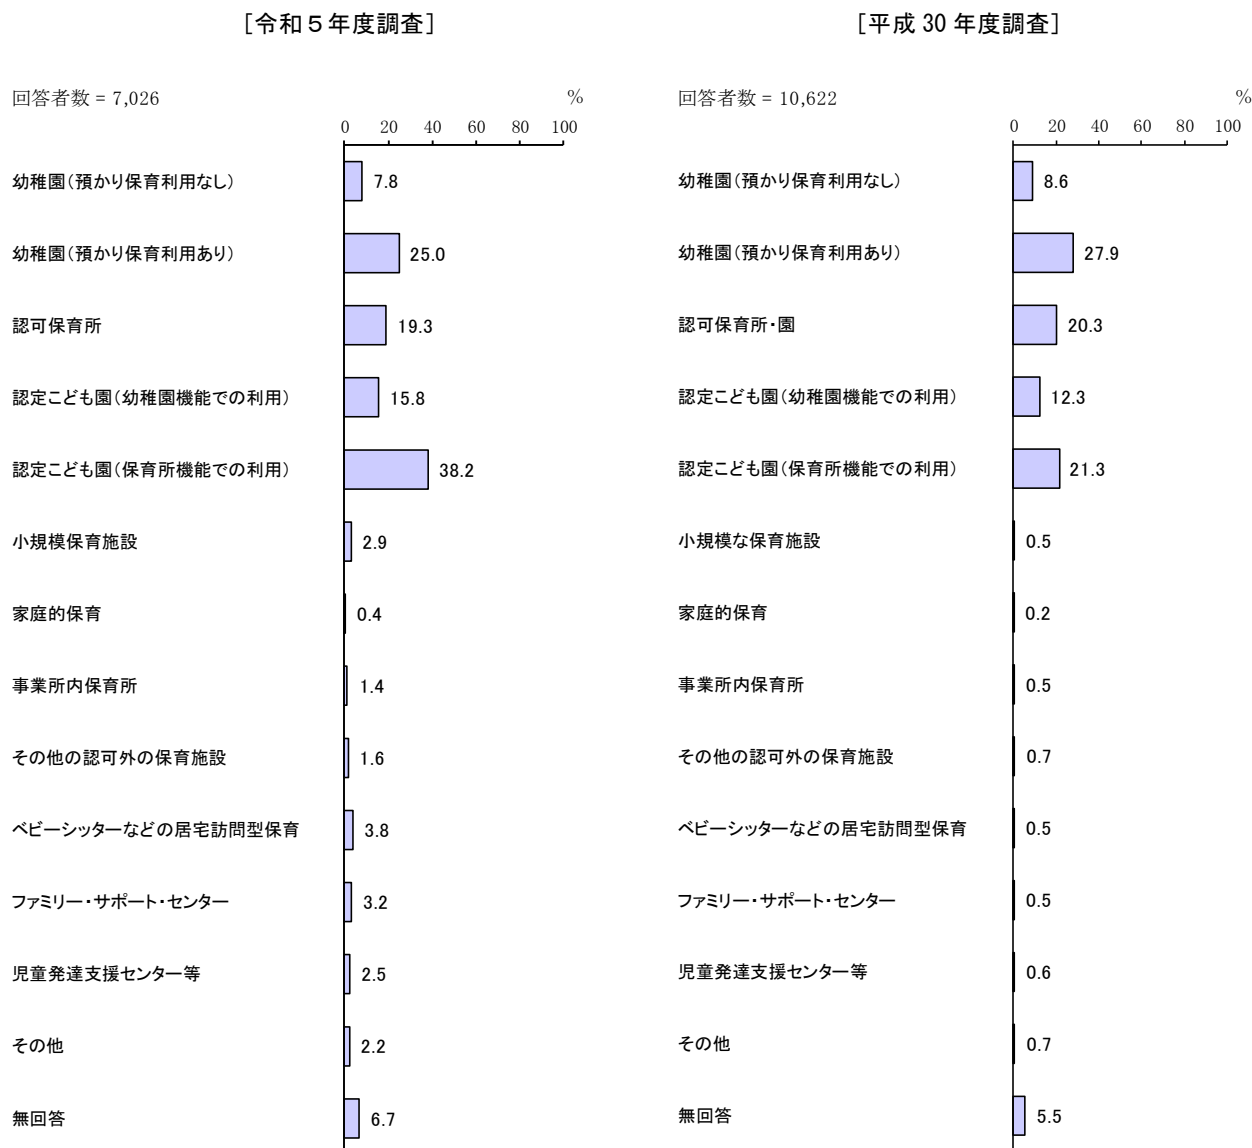 [令和５年度調査]
回答者数 = 7,026
%
0 20 40 60 80 100
幼稚園（預かり保育利用なし） 7.8
幼稚園（預かり保育利用あり） 25.0
認可保育所 19.3
認定こども園（幼稚園機能での利用） 15.8
認定こども園（保育所機能での利用） 38.2
小規模保育施設 2.9
家庭的保育 0.4
事業所内保育所 1.4
その他の認可外の保育施設 1.6
ベビーシッターなどの居宅訪問型保育 3.8
ファミリー・サポート・センター 3.2
児童発達支援センター等 2.5
その他 2.2
無回答 6.7
[平成 30 年度調査]
回答者数 = 10,622
%
0 20 40 60 80 100
幼稚園（預かり保育利用なし） 8.6
幼稚園（預かり保育利用あり） 27.9
認可保育所・園 20.3
認定こども園（幼稚園機能での利用） 12.3
認定こども園（保育所機能での利用） 21.3
小規模な保育施設 0.5
家庭的保育 0.2
事業所内保育所 0.5
その他の認可外の保育施設 0.7
ベビーシッターなどの居宅訪問型保育 0.5
ファミリー・サポート・センター 0.5
児童発達支援センター等 0.6
その他 0.7
無回答 5.5